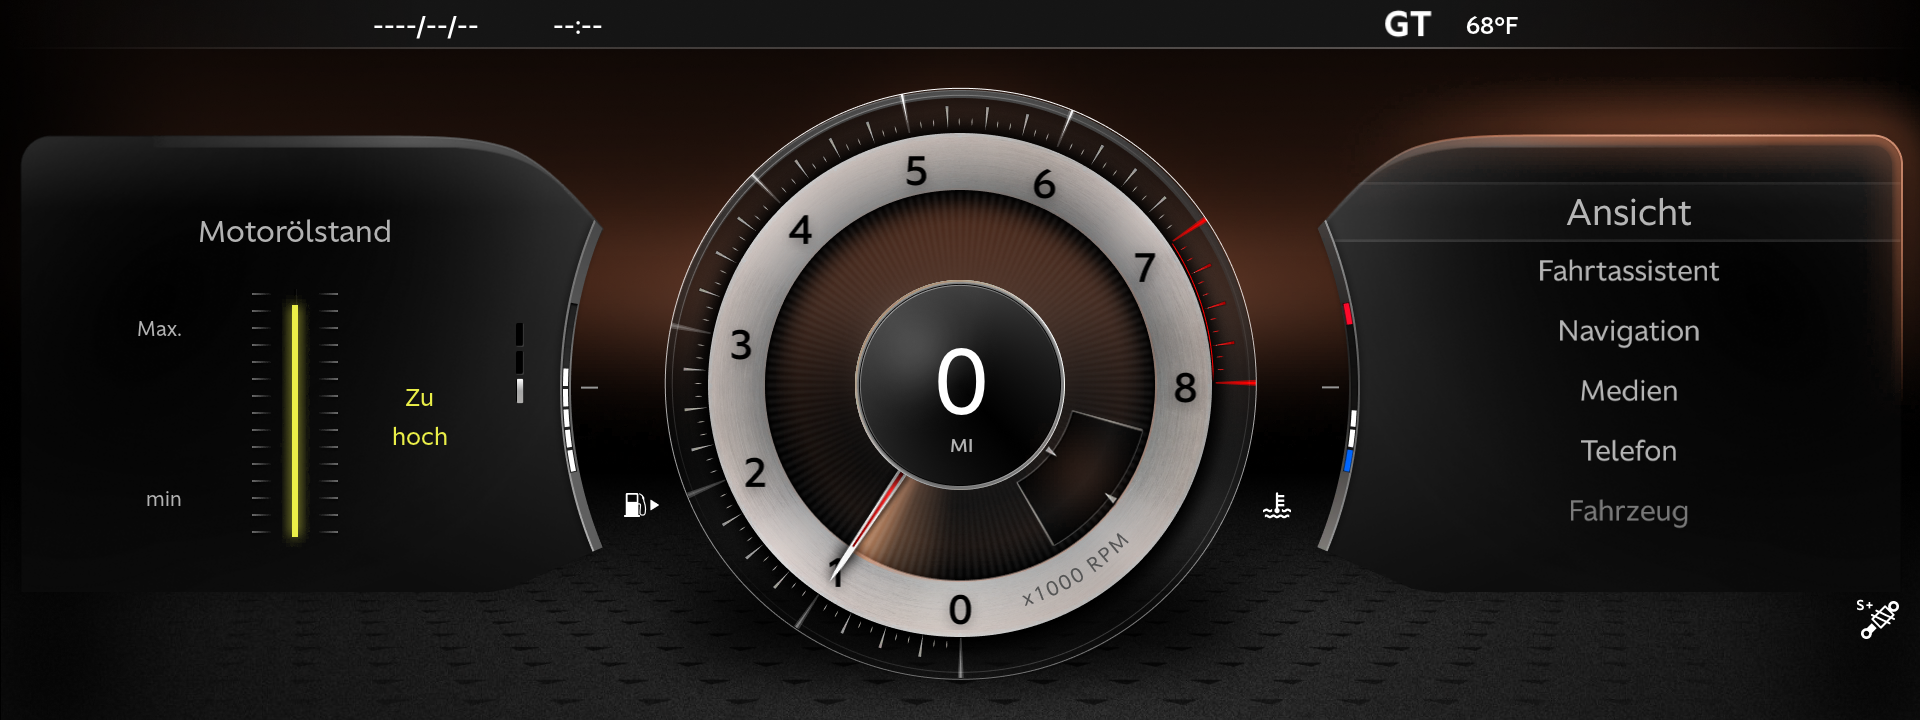 ----/--/--
--:--
GT
68°F
Motorölstand
Max.
min
Zu
hoch
5
6
4
7
3
8
2
1
0
x1000 RPM
0
MI
Ansicht
Fahrtassistent
Navigation
Medien
Telefon
Fahrzeug
S+